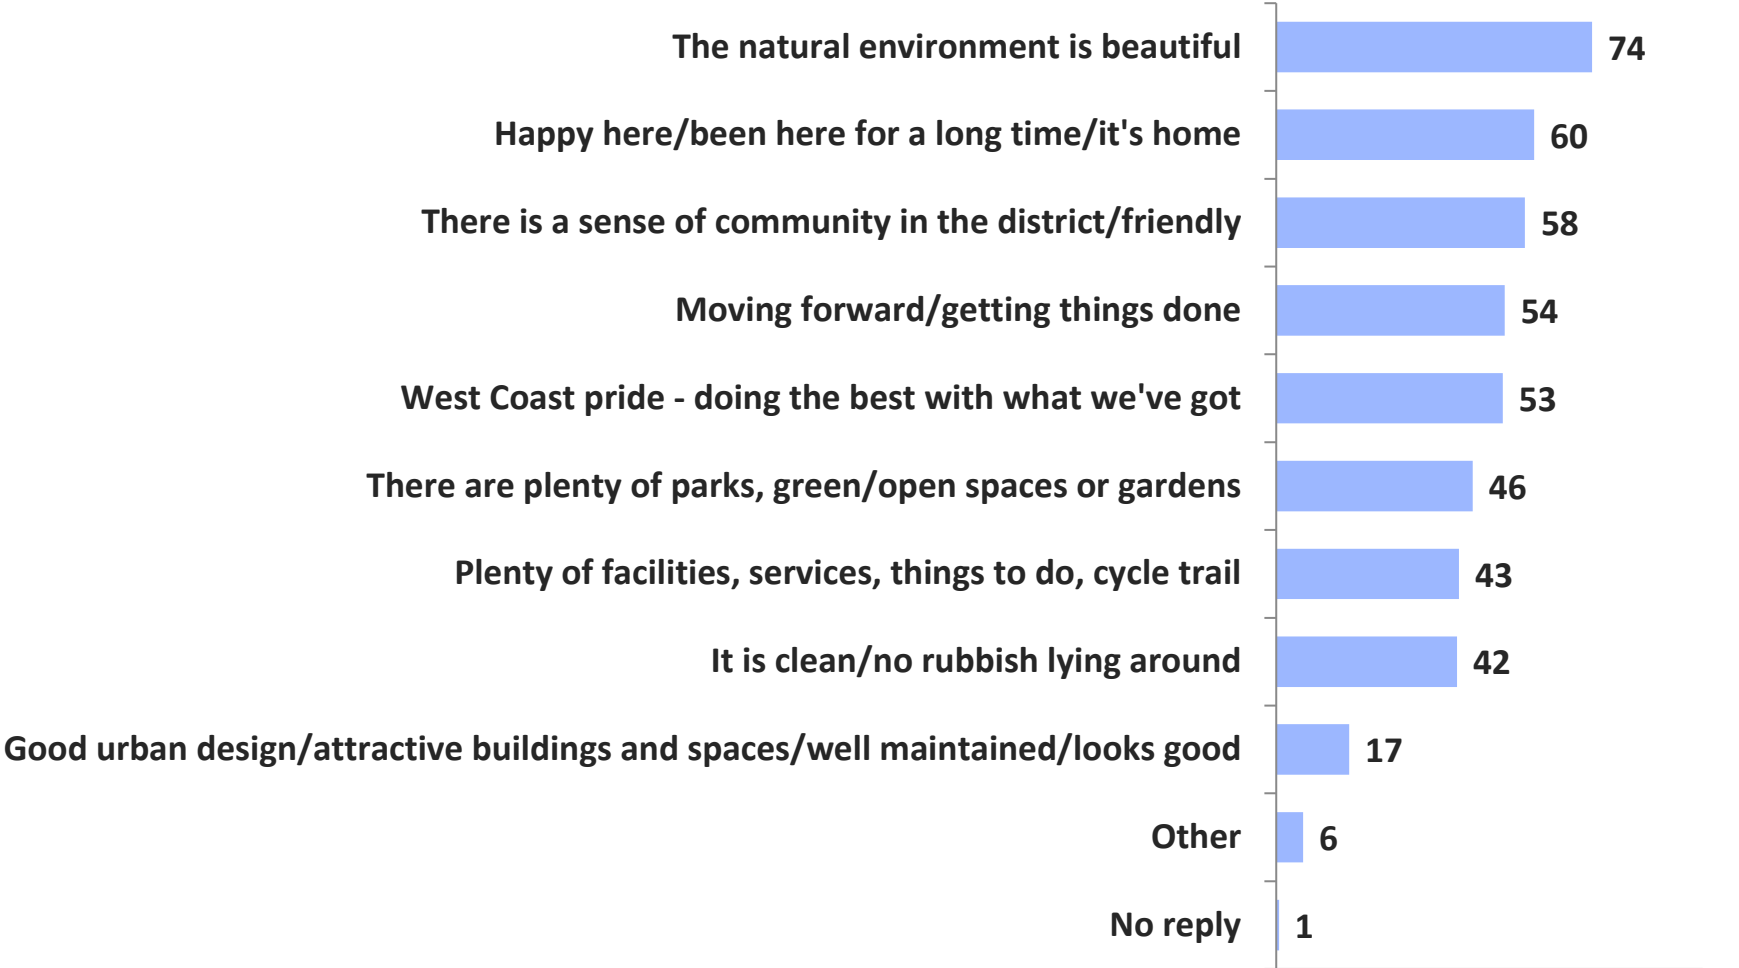 The natural environment is beautiful 74
Happy here/been here for a long time/it's home 60
There is a sense of community in the district/friendly 58
Moving forward/getting things done 54
West Coast pride - doing the best with what we've got 53
There are plenty of parks, green/open spaces or gardens 46
Plenty of facilities, services, things to do, cycle trail 43
It is clean/no rubbish lying around 42
Good urban design/attractive buildings and spaces/well maintained/looks good 17
Other 6
No reply 1